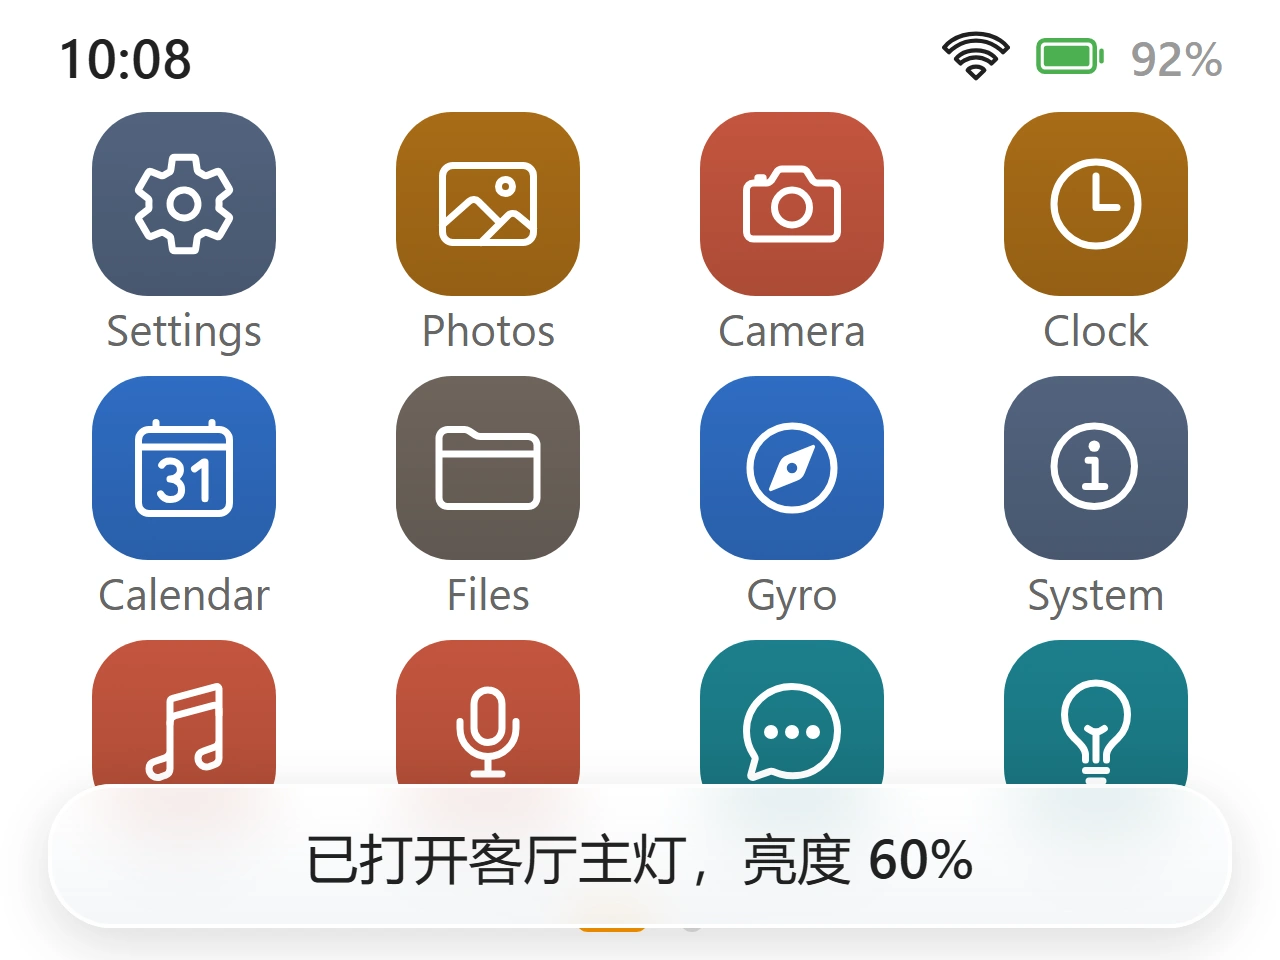 10:08 92%
Settings Photos Camera Clock
31
Calendar Files Gyro System
已打开客厅主灯，亮度 60%